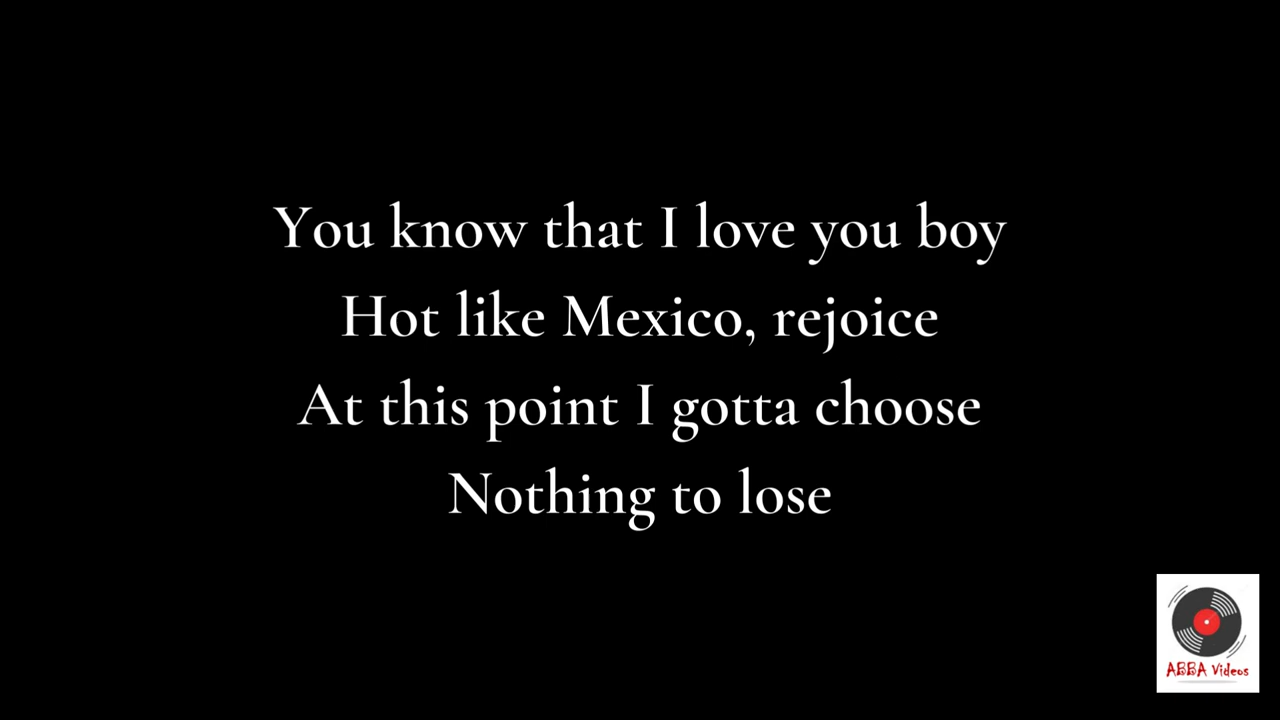 You know that I love you boy
Hot like Mexico, rejoice
At this point I gotta choose
Nothing to lose
ABBA Videos